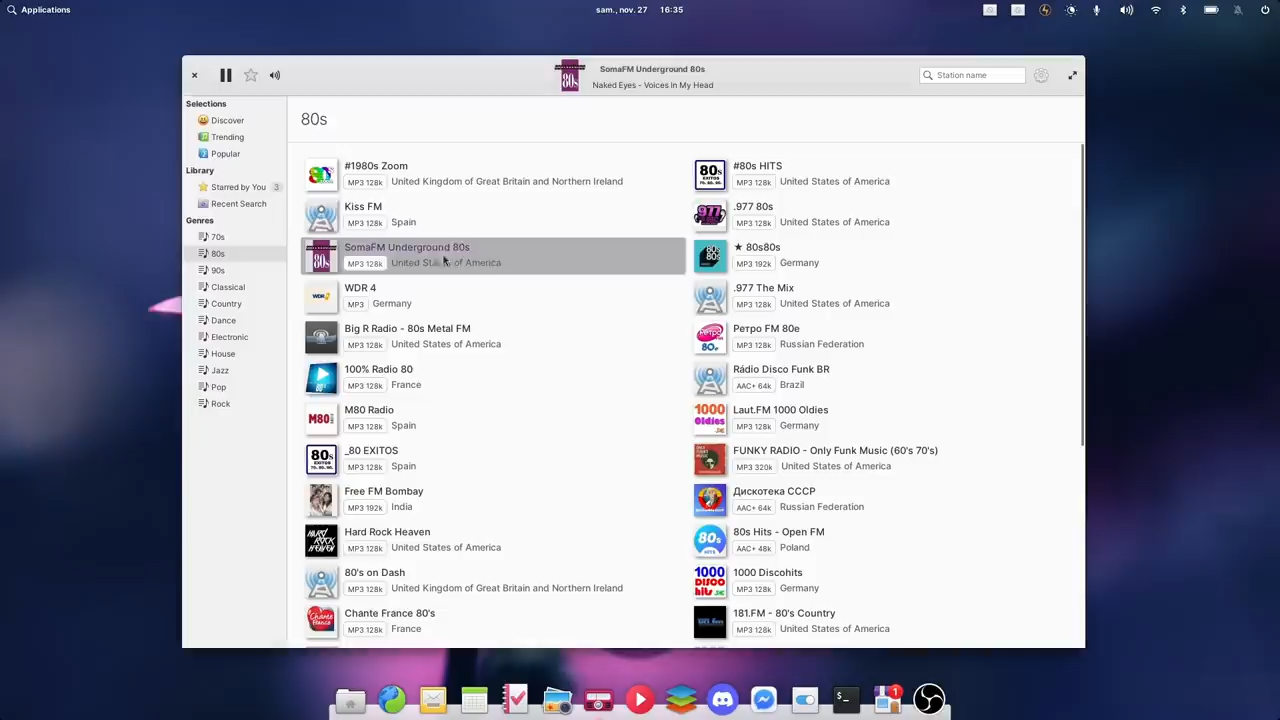 Applications
sam., nov. 27 16:35
SomaFM Underground 80s
Naked Eyes - Voices In My Head
Station name
Selections
Discover
Trending
Popular
Library
Starred by You 3
Recent Search
Genres
70s
80s
90s
Classical
Country
Dance
Electronic
House
Jazz
Pop
Rock
80s
#1980s Zoom
MP3 128k United Kingdom of Great Britain and Northern Ireland
Kiss FM
MP3 128k Spain
SomaFM Underground 80s
MP3 128k United States of America
WDR 4
MP3 Germany
Big R Radio - 80s Metal FM
MP3 128k United States of America
100% Radio 80
MP3 128k France
M80 Radio
MP3 128k Spain
_80 EXITOS
MP3 128k Spain
Free FM Bombay
MP3 192k India
Hard Rock Heaven
MP3 128k United States of America
80's on Dash
MP3 128k United Kingdom of Great Britain and Northern Ireland
Chante France 80's
MP3 128k France
#80s HITS
MP3 128k United States of America
.977 80s
MP3 128k United States of America
★ 80s80s
MP3 192k Germany
.977 The Mix
MP3 128k United States of America
Ретро FM 80е
MP3 128k Russian Federation
Rádio Disco Funk BR
AAC+ 64k Brazil
Laut.FM 1000 Oldies
MP3 128k Germany
FUNKY RADIO - Only Funk Music (60's 70's)
MP3 320k United States of America
Дискотека СССР
AAC+ 64k Russian Federation
80s Hits - Open FM
AAC+ 48k Poland
1000 Discohits
MP3 128k Germany
181.FM - 80's Country
MP3 128k United States of America
1